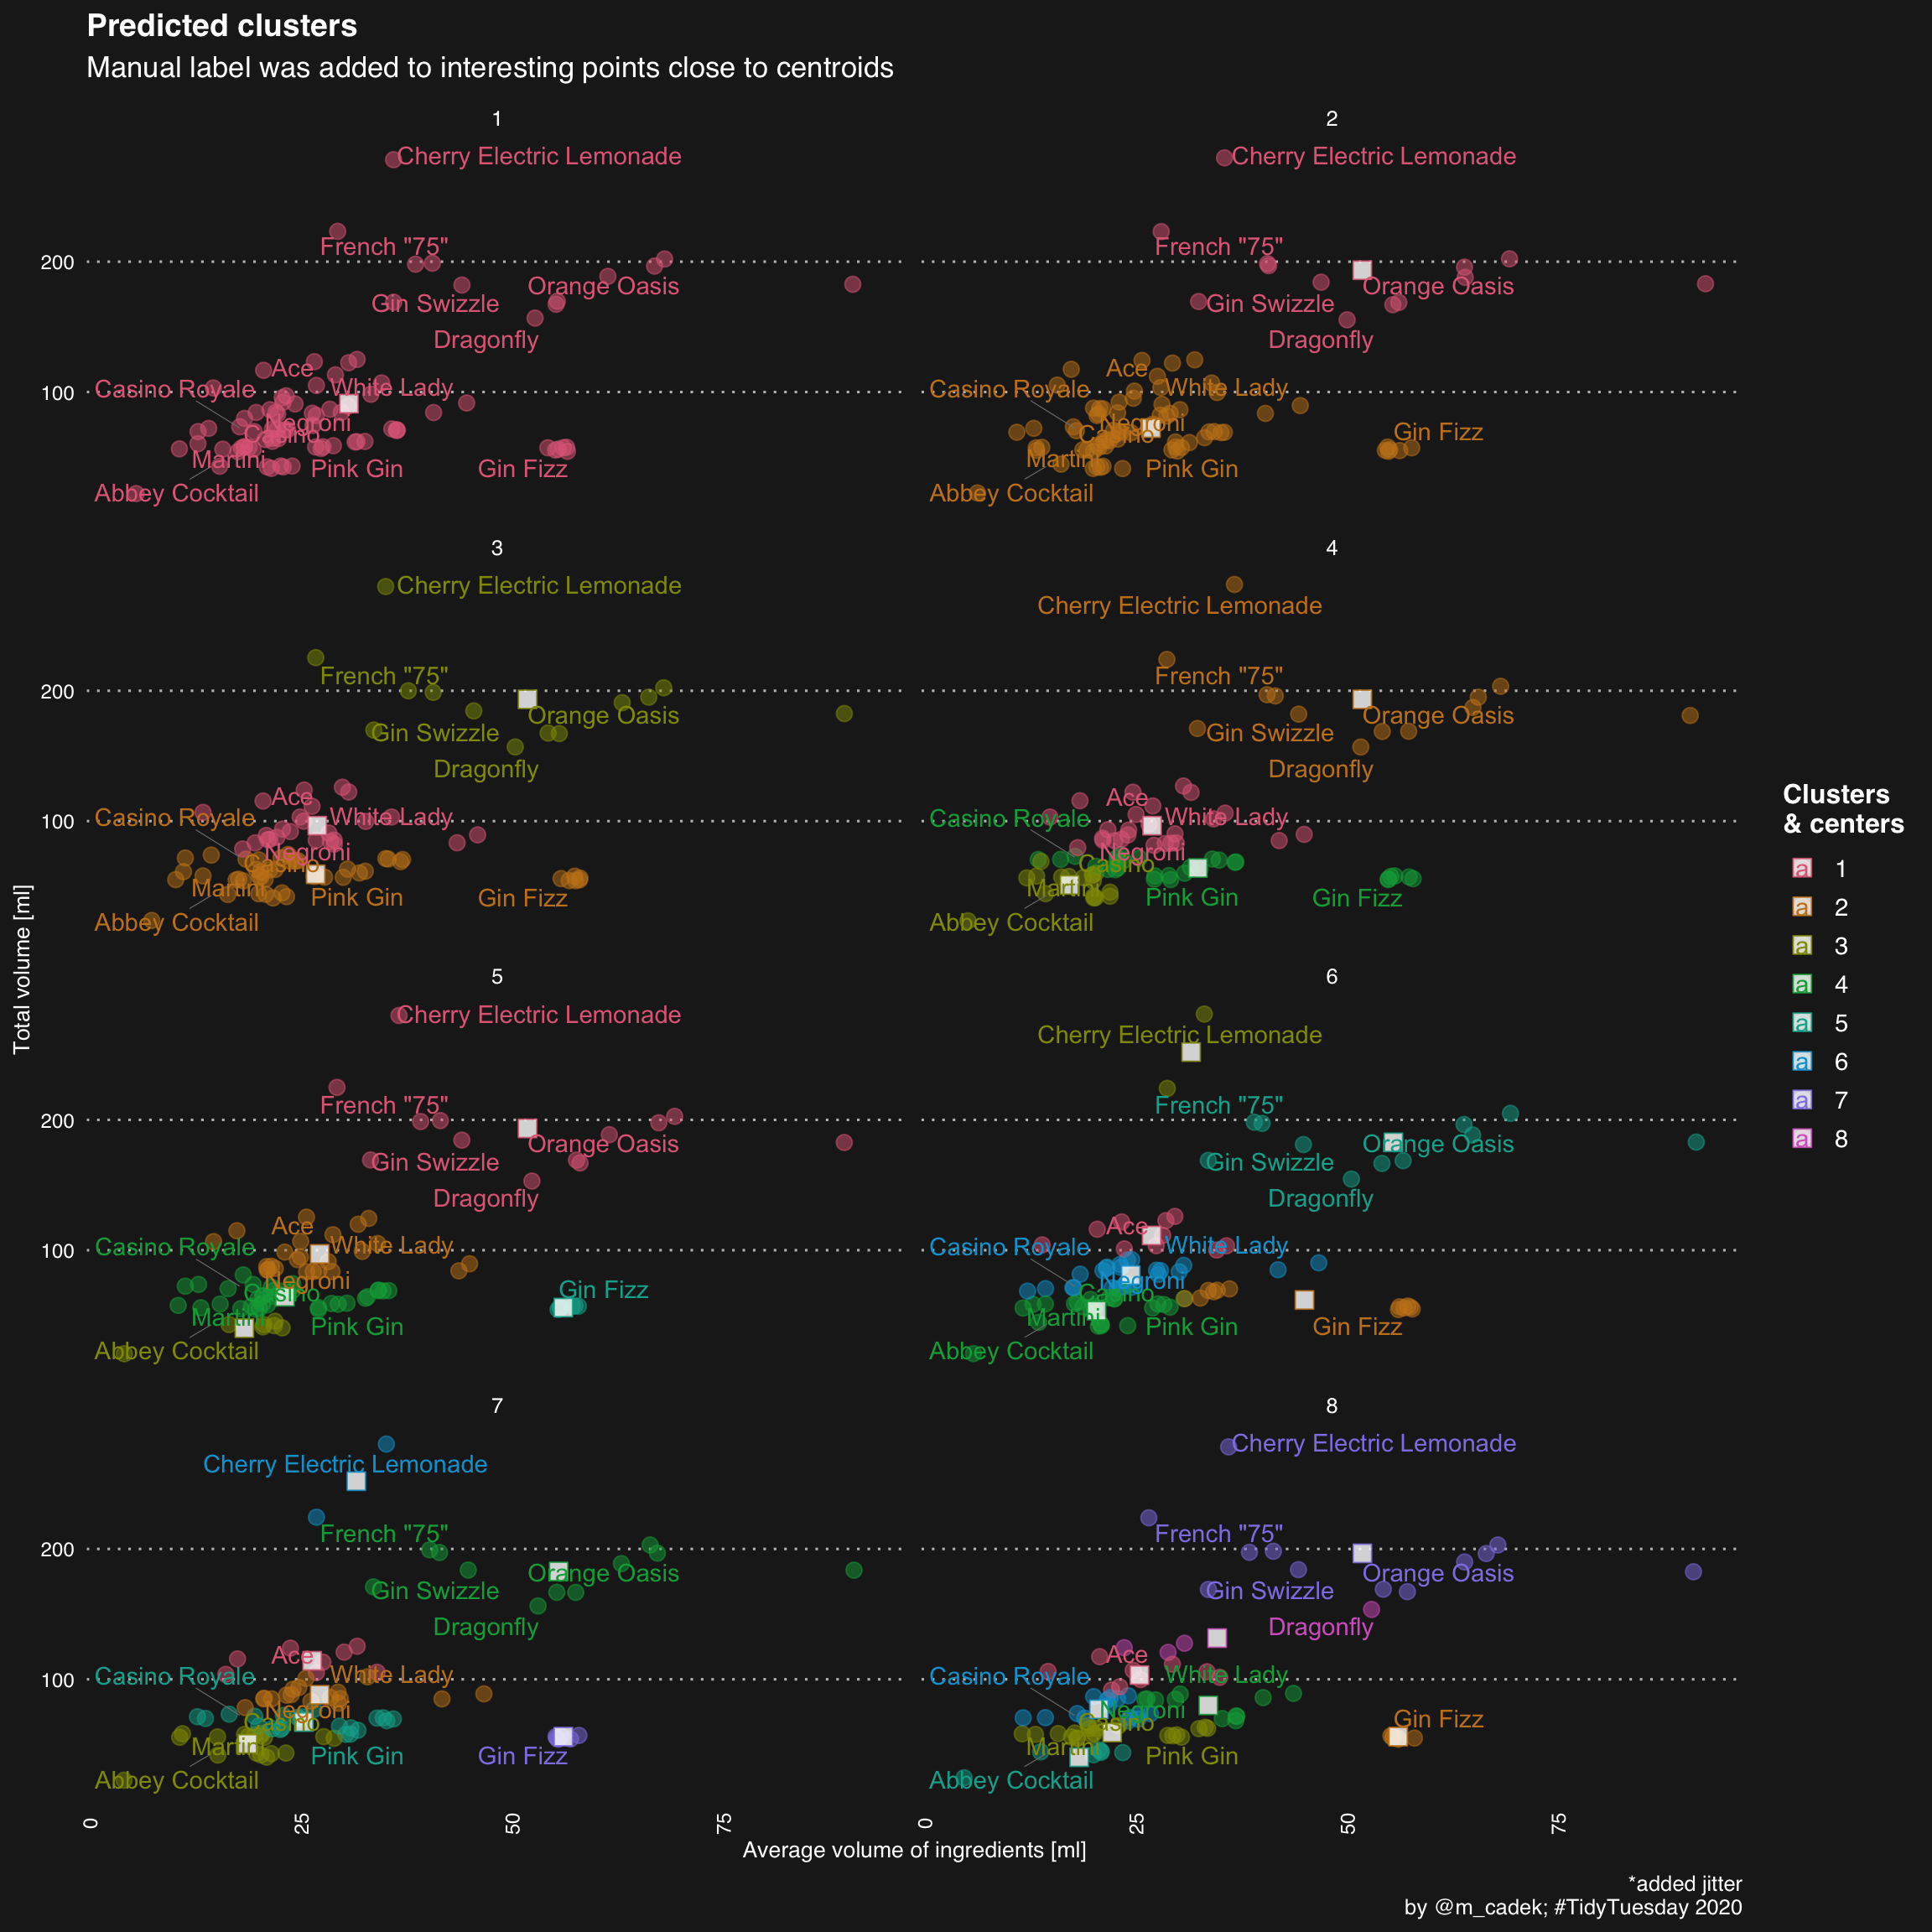 Predicted clusters
Manual label was added to interesting points close to centroids
1
Cherry Electric Lemonade
French "75"
200
Orange Oasis
Gin Swizzle
Dragonfly
Ace
Casino Royale
White Lady
100
Negroni
Casino
Martini
Pink Gin
Gin Fizz
Abbey Cocktail
2
Cherry Electric Lemonade
French "75"
Orange Oasis
Gin Swizzle
Dragonfly
Ace
Casino Royale
White Lady
Negroni
Casino
Gin Fizz
Martini
Pink Gin
Abbey Cocktail
3
Cherry Electric Lemonade
French "75"
200
Orange Oasis
Gin Swizzle
Dragonfly
Ace
Casino Royale
White Lady
100
Negroni
Casino
Martini
Pink Gin
Gin Fizz
Abbey Cocktail
4
Cherry Electric Lemonade
French "75"
Orange Oasis
Gin Swizzle
Dragonfly
Ace
Casino Royale
White Lady
Negroni
Casino
Martini
Pink Gin
Gin Fizz
Abbey Cocktail
5
Cherry Electric Lemonade
French "75"
200
Orange Oasis
Gin Swizzle
Dragonfly
Ace
Casino Royale
White Lady
100
Negroni
Casino
Gin Fizz
Martini
Pink Gin
Abbey Cocktail
6
Cherry Electric Lemonade
French "75"
Orange Oasis
Gin Swizzle
Dragonfly
Ace
Casino Royale
White Lady
Negroni
Casino
Martini
Pink Gin
Gin Fizz
Abbey Cocktail
7
Cherry Electric Lemonade
French "75"
200
Orange Oasis
Gin Swizzle
Dragonfly
Ace
Casino Royale
White Lady
100
Negroni
Casino
Martini
Pink Gin
Gin Fizz
Abbey Cocktail
8
Cherry Electric Lemonade
French "75"
Orange Oasis
Gin Swizzle
Dragonfly
Ace
Casino Royale
White Lady
Negroni
Casino
Gin Fizz
Martini
Pink Gin
Abbey Cocktail
0 25 50 75
0 25 50 75
Average volume of ingredients [ml]
Total volume [ml]
Clusters
& centers
a 1
a 2
a 3
a 4
a 5
a 6
a 7
a 8
*added jitter
by @m_cadek; #TidyTuesday 2020